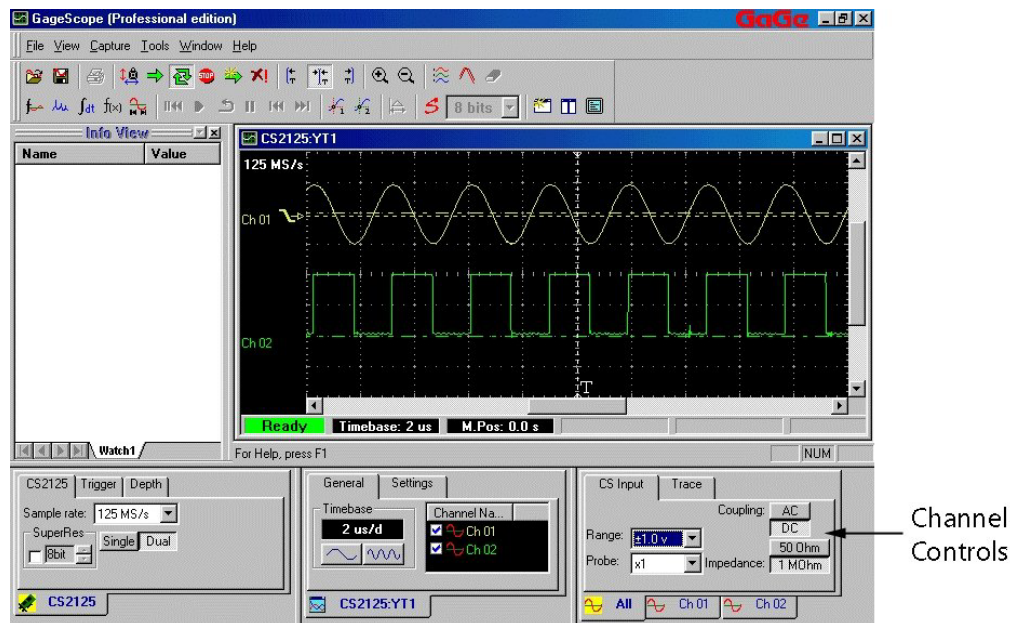 GageScope (Professional edition)
GaGe
File View Capture Tools Window Help
STOP
f(x)
8 bits
Info View
Name Value
Watch1
CS2125:YT1
125 MS/s
Ch 01
Ch 02
T
Ready Timebase: 2 us M.Pos: 0.0 s
For Help, press F1
NUM
CS2125 Trigger Depth
Sample rate: 125 MS/s
SuperRes
8bit
Single Dual
CS2125
General Settings
Timebase
2 us/d
Channel Na...
Ch 01
Ch 02
CS2125:YT1
CS Input Trace
Coupling: AC
DC
Range: ±1.0 v
50 Ohm
Probe: x1 Impedance: 1 MOhm
All Ch 01 Ch 02
Channel
Controls